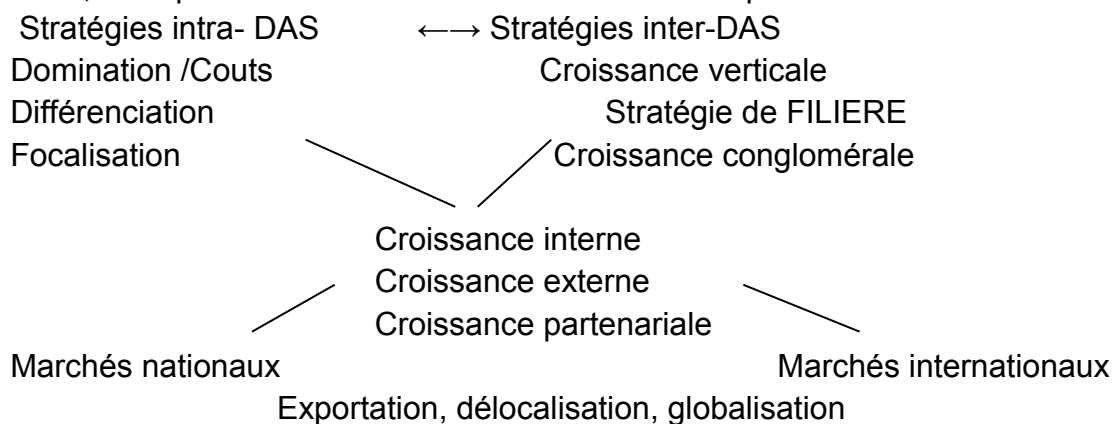 Stratégies intra- DAS ←→ Stratégies inter-DAS
Domination /Couts Croissance verticale
Différenciation Stratégie de FILIERE
Focalisation Croissance conglomérale
Croissance interne
Croissance externe
Croissance partenariale
Marchés nationaux Marchés internationaux
Exportation, délocalisation, globalisation